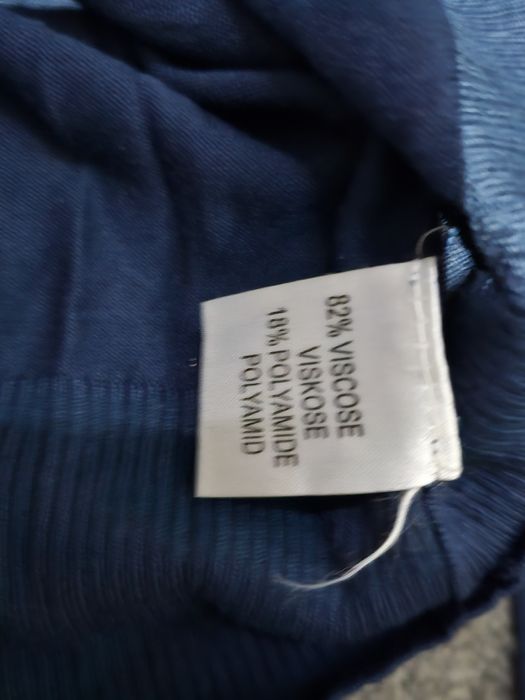 82% VISCOSE
VISKOSE
18% POLYAMIDE
POLYAMID